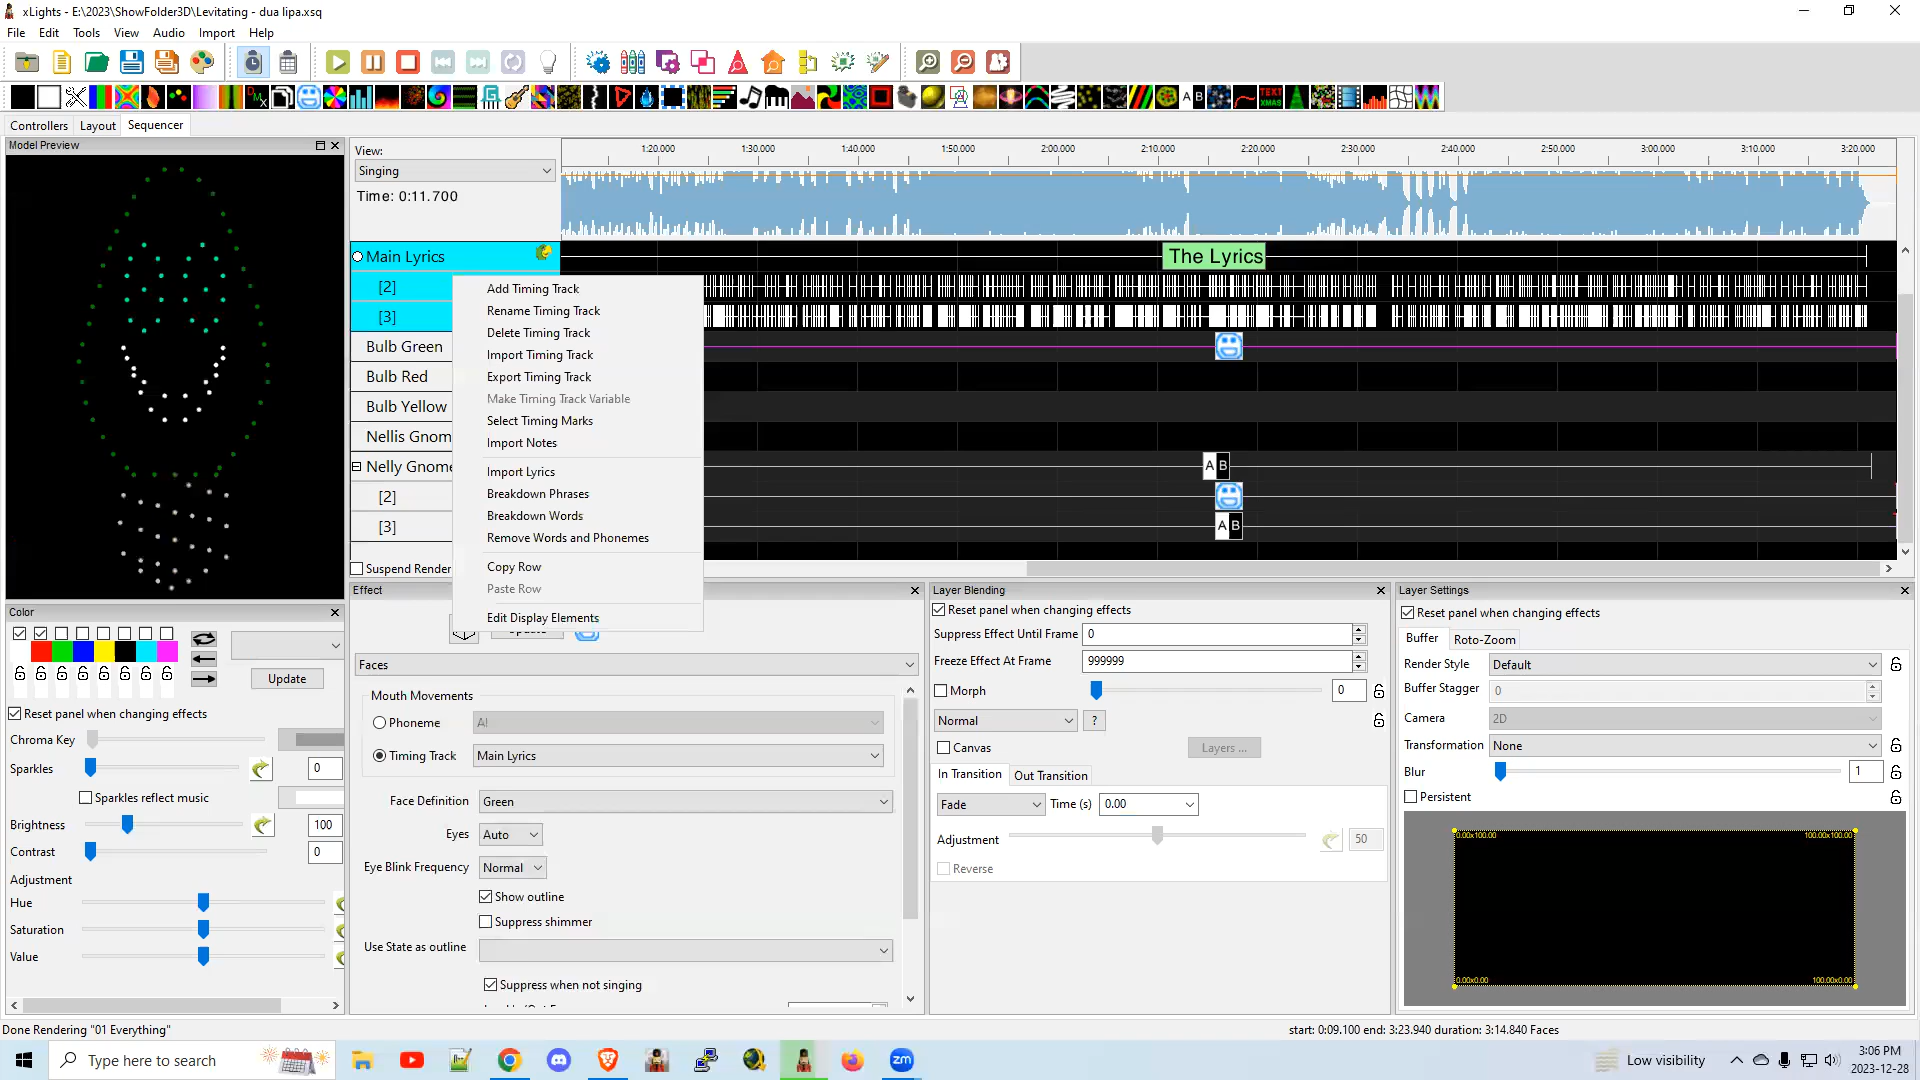 xLights - E:\2023\ShowFolder3D\Levitating - dua lipa.xsq
File Edit Tools View Audio Import Help
Controllers Layout Sequencer
Model Preview
View:
Singing
Time: 0:11.700
1:20.000 1:30.000 1:40.000 1:50.000 2:00.000 2:10.000 2:20.000 2:30.000 2:40.000 2:50.000 3:00.000 3:10.000 3:20.000
Main Lyrics
The Lyrics
[2]
[3]
Bulb Green
Bulb Red
Bulb Yellow
Nellis Gnom
Nelly Gnome
[2]
[3]
A B
A B
Suspend Render
Add Timing Track
Rename Timing Track
Delete Timing Track
Import Timing Track
Export Timing Track
Make Timing Track Variable
Select Timing Marks
Import Notes
Import Lyrics
Breakdown Phrases
Breakdown Words
Remove Words and Phonemes
Copy Row
Paste Row
Edit Display Elements
Color
Update
Reset panel when changing effects
Chroma Key
Sparkles 0
Sparkles reflect music
Brightness 100
Contrast 0
Adjustment
Hue
Saturation
Value
Effect
Faces
Mouth Movements
Phoneme AI
Timing Track Main Lyrics
Face Definition Green
Eyes Auto
Eye Blink Frequency Normal
Show outline
Suppress shimmer
Use State as outline
Suppress when not singing
Layer Blending
Reset panel when changing effects
Suppress Effect Until Frame 0
Freeze Effect At Frame 999999
Morph 0
Normal ?
Canvas Layers ...
In Transition Out Transition
Fade Time (s) 0.00
Adjustment 50
Reverse
Layer Settings
Reset panel when changing effects
Buffer Roto-Zoom
Render Style Default
Buffer Stagger 0
Camera 2D
Transformation None
Blur 1
Persistent
0.00x100.00 100.00x100.00
0.00x0.00 100.00x0.00
Done Rendering "01 Everything"
start: 0:09.100 end: 3:23.940 duration: 3:14.840 Faces
Type here to search
zm
Low visibility
3:06 PM
2023-12-28